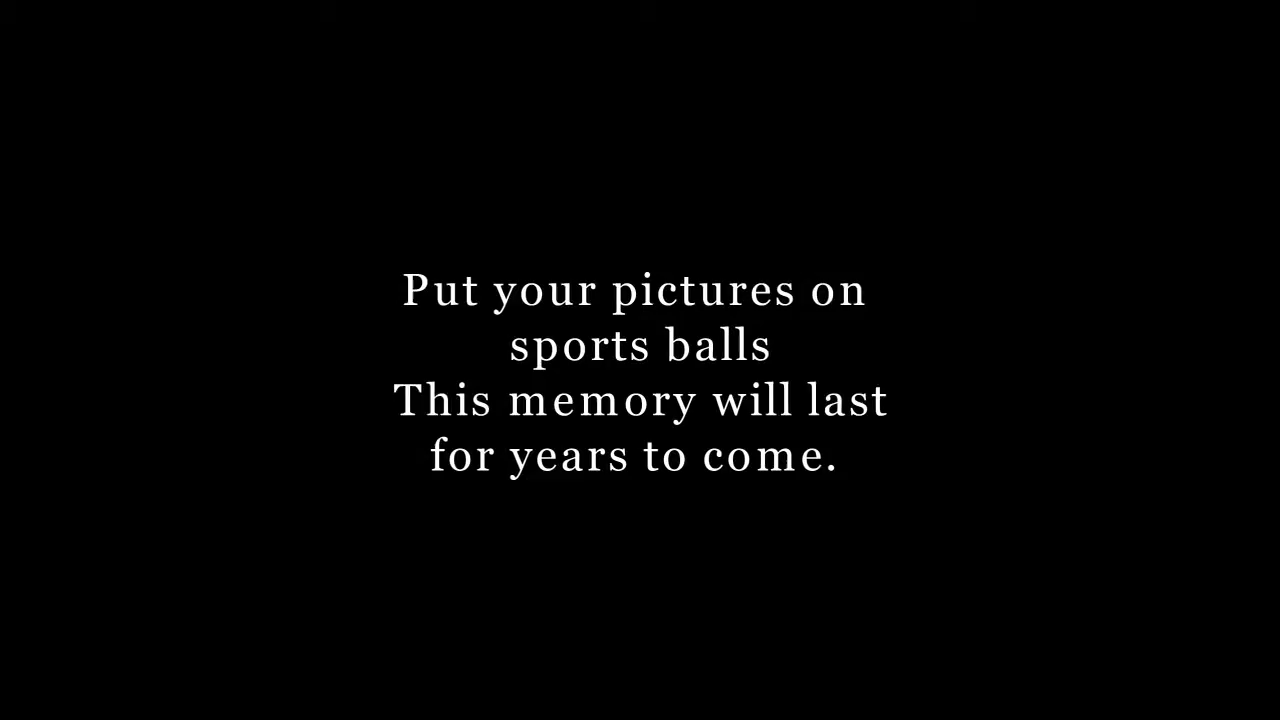 Put your pictures on
sports balls
This memory will last
for years to come.